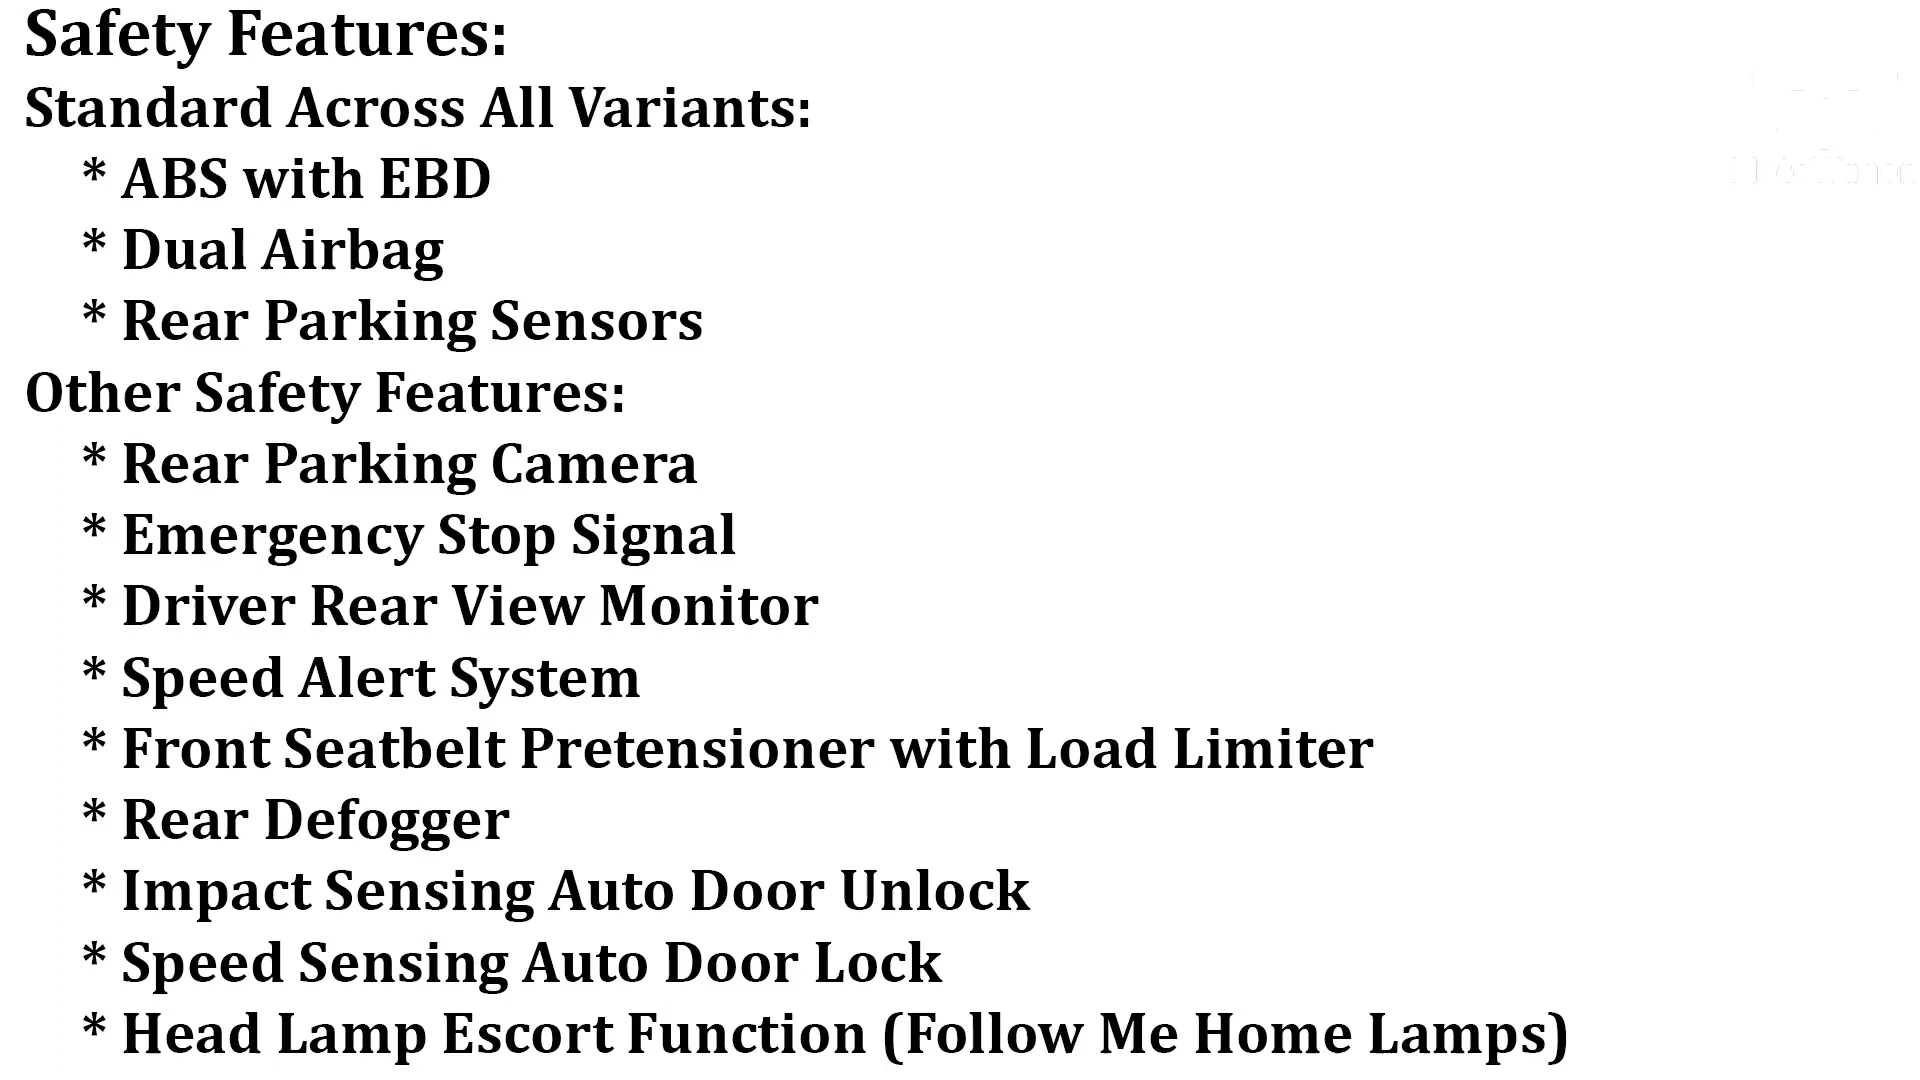 Safety Features:
Standard Across All Variants:
* ABS with EBD
* Dual Airbag
* Rear Parking Sensors
Other Safety Features:
* Rear Parking Camera
* Emergency Stop Signal
* Driver Rear View Monitor
* Speed Alert System
* Front Seatbelt Pretensioner with Load Limiter
* Rear Defogger
* Impact Sensing Auto Door Unlock
* Speed Sensing Auto Door Lock
* Head Lamp Escort Function (Follow Me Home Lamps)